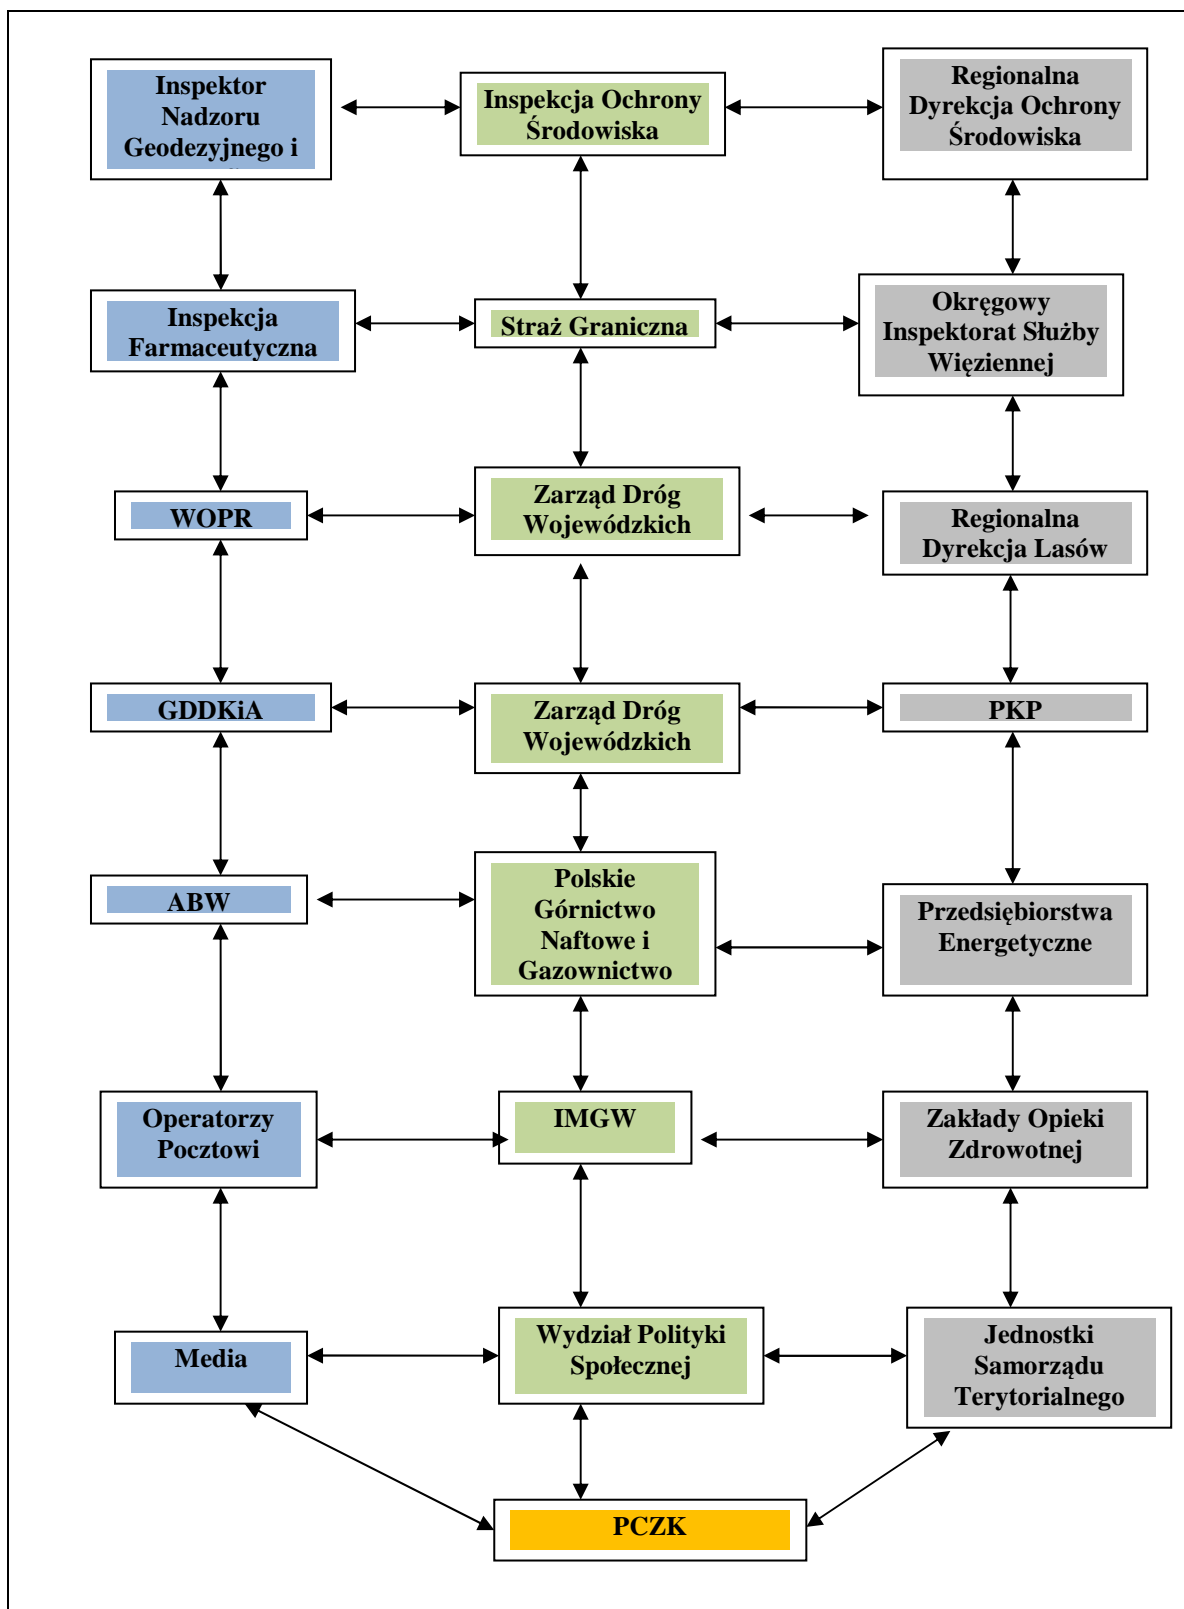 Inspektor
Nadzoru
Geodezyjnego i
Inspekcja Ochrony
Środowiska
Regionalna
Dyrekcja Ochrony
Środowiska
Inspekcja
Farmaceutyczna
Straż Graniczna
Okręgowy
Inspektorat Służby
Więziennej
WOPR
Zarząd Dróg
Wojewódzkich
Regionalna
Dyrekcja Lasów
GDDKiA
Zarząd Dróg
Wojewódzkich
PKP
ABW
Polskie
Górnictwo
Naftowe i
Gazownictwo
Przedsiębiorstwa
Energetyczne
Operatorzy
Pocztowi
IMGW
Zakłady Opieki
Zdrowotnej
Media
Wydział Polityki
Społecznej
Jednostki
Samorządu
Terytorialnego
PCZK